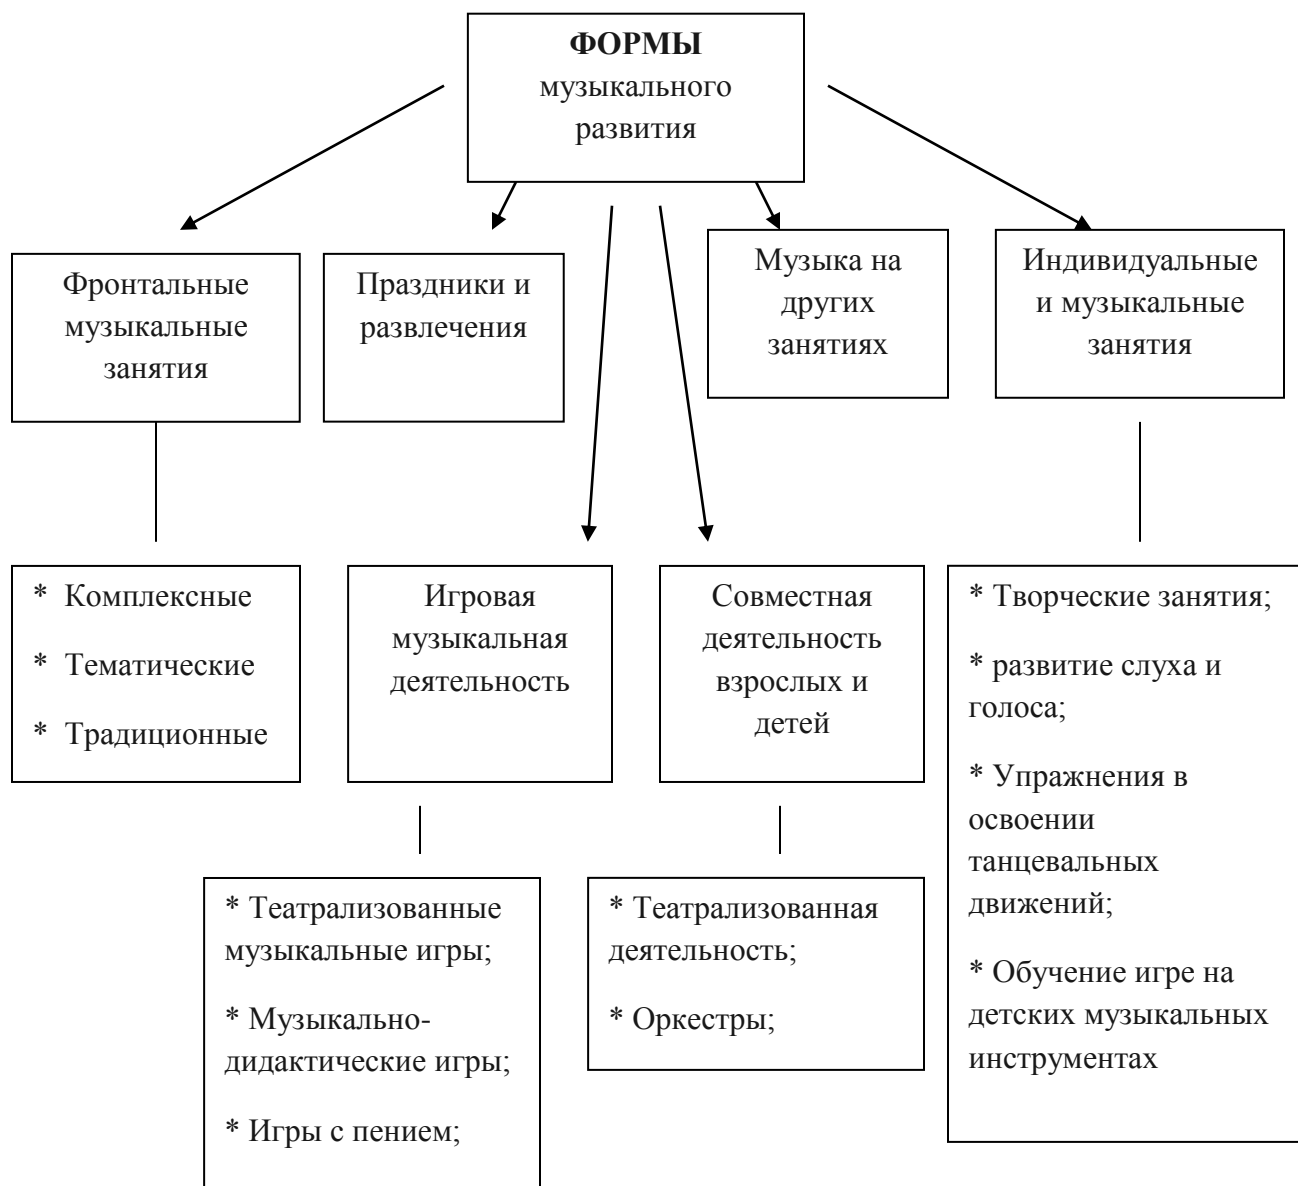 ФОРМЫ
музыкального
развития
Фронтальные
музыкальные
занятия
Праздники и
развлечения
Музыка на
других
занятиях
Индивидуальные
и музыкальные
занятия
* Комплексные
* Тематические
* Традиционные
Игровая
музыкальная
деятельность
Совместная
деятельность
взрослых и
детей
* Творческие занятия;
* развитие слуха и
голоса;
* Упражнения в
освоении
танцевальных
движений;
* Обучение игре на
детских музыкальных
инструментах
* Театрализованные
музыкальные игры;
* Музыкально-
дидактические игры;
* Игры с пением;
* Театрализованная
деятельность;
* Оркестры;